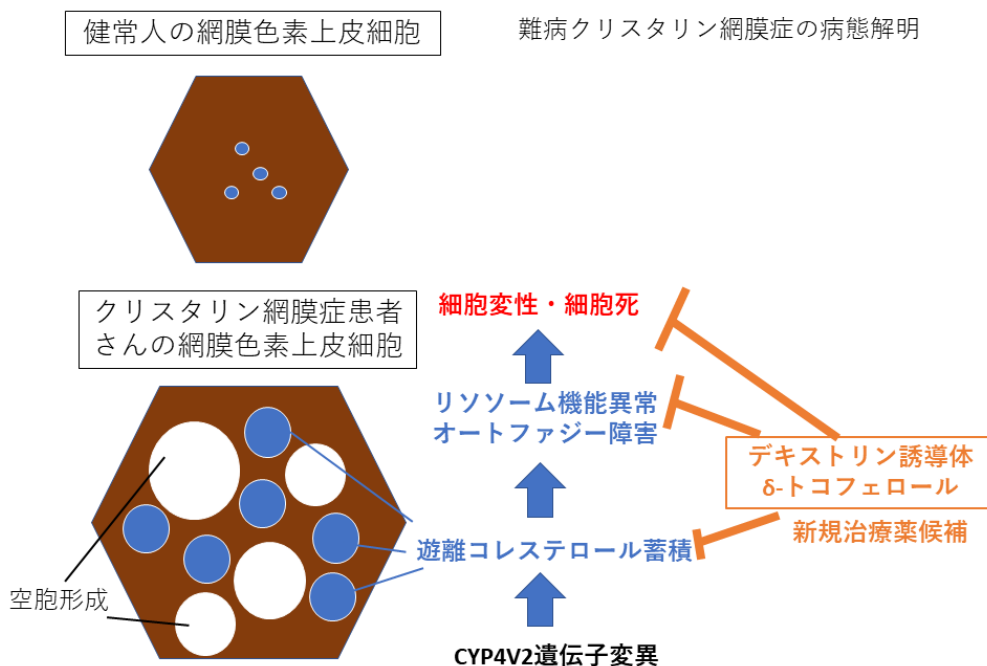 健常人の網膜色素上皮細胞
難病クリスタリン網膜症の病態解明
クリスタリン網膜症患者
さんの網膜色素上皮細胞
細胞変性・細胞死
リソソーム機能異常
オートファジー障害
デキストリン誘導体
δ-トコフェロール
新規治療薬候補
遊離コレステロール蓄積
空胞形成
CYP4V2遺伝子変異